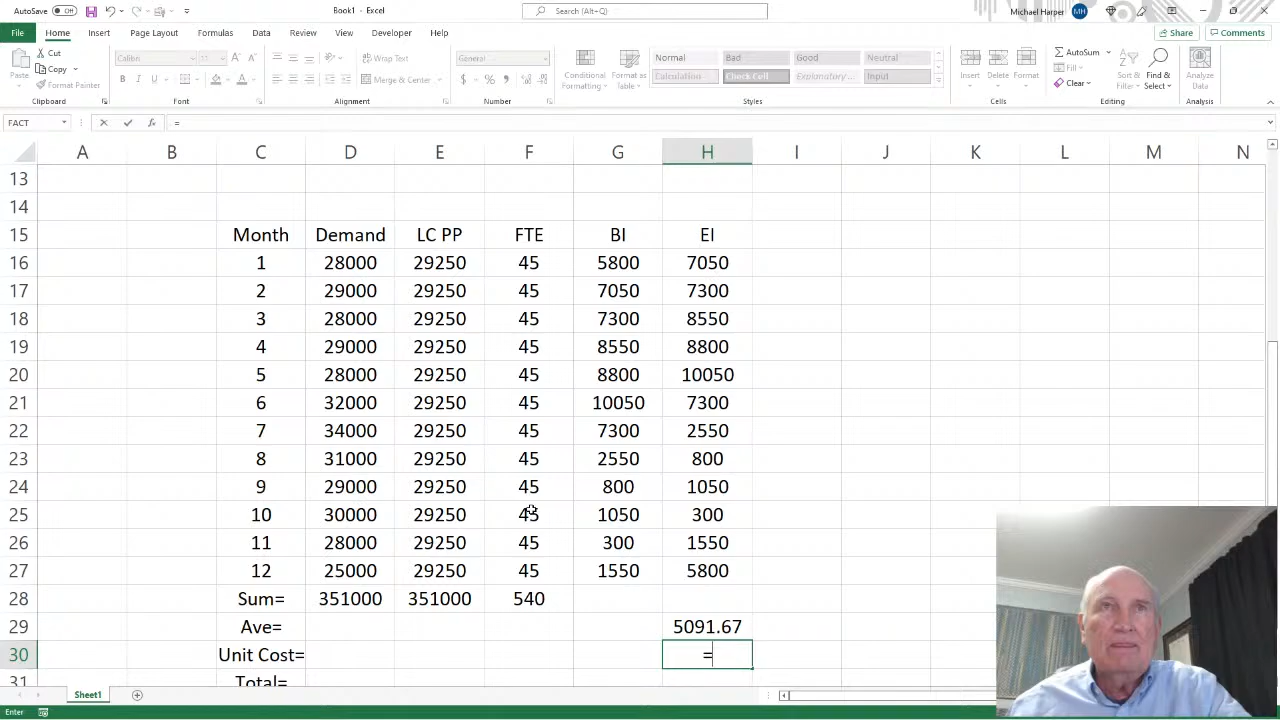 AutoSave Off Book1 - Excel Search (Alt+Q) Michael Harper MH
File Home Insert Page Layout Formulas Data Review View Developer Help Share Comments
Cut Calibri 11 Wrap Text General Normal Bad Good Neutral AutoSum
Paste Copy Merge & Center Conditional Formatting Format as Table Insert Delete Format Fill Sort & Filter Find & Select Analyze Data
Format Painter B I U A $ % Calculation Check Cell Explanatory... Input Clear
Clipboard Font Alignment Number Styles Cells Editing Analysis
FACT fx =
A B C D E F G H I J K L M N
13
14
15 Month Demand LC PP FTE BI EI
16 1 28000 29250 45 5800 7050
17 2 29000 29250 45 7050 7300
18 3 28000 29250 45 7300 8550
19 4 29000 29250 45 8550 8800
20 5 28000 29250 45 8800 10050
21 6 32000 29250 45 10050 7300
22 7 34000 29250 45 7300 2550
23 8 31000 29250 45 2550 800
24 9 29000 29250 45 800 1050
25 10 30000 29250 45 1050 300
26 11 28000 29250 45 300 1550
27 12 25000 29250 45 1550 5800
28 Sum= 351000 351000 540
29 Ave= 5091.67
30 Unit Cost= =
31 Total=
Sheet1
Enter